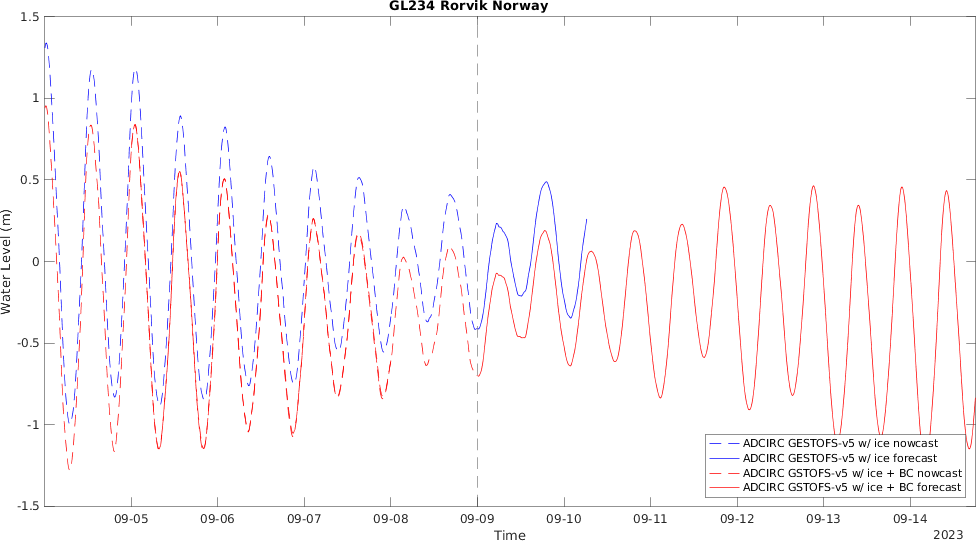 GL234 Rorvik Norway
1.5
1
0.5
0
-0.5
-1
-1.5
Water Level (m)
ADCIRC GESTOFS-v5 w/ ice nowcast
ADCIRC GESTOFS-v5 w/ ice forecast
ADCIRC GSTOFS-v5 w/ ice + BC nowcast
ADCIRC GSTOFS-v5 w/ ice + BC forecast
09-05 09-06 09-07 09-08 09-09 09-10 09-11 09-12 09-13 09-14
Time
2023